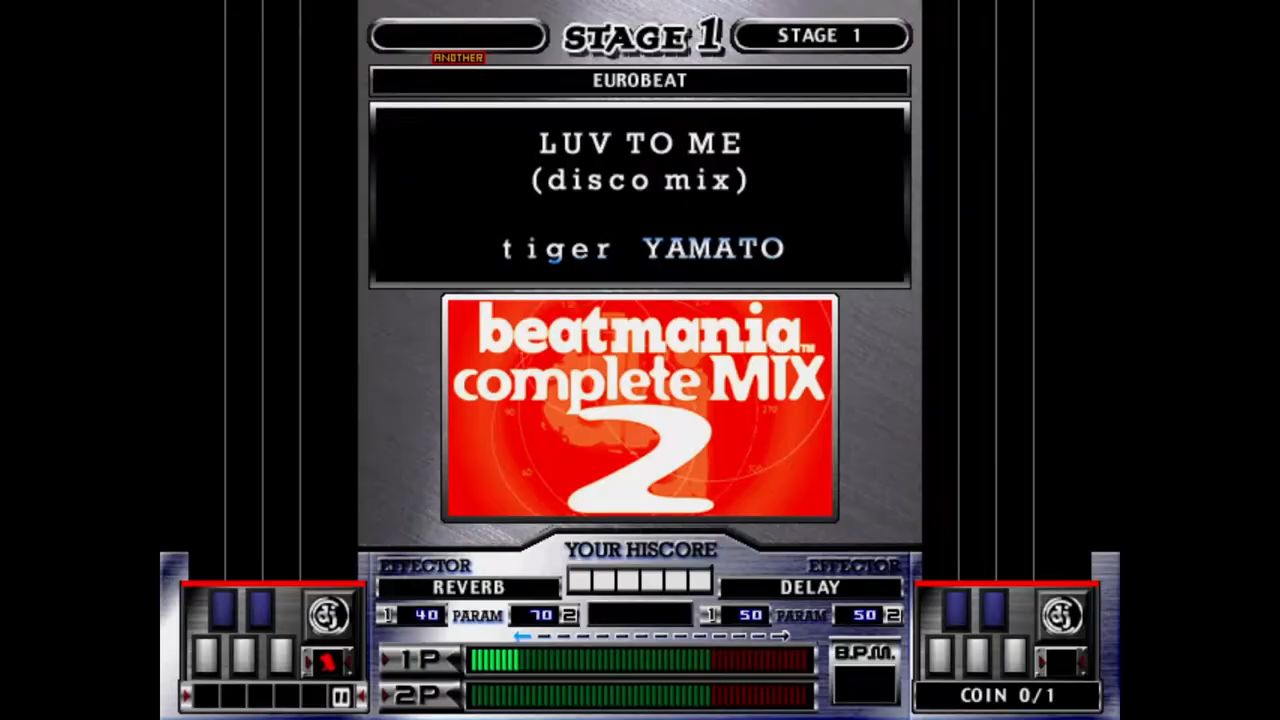 STAGE 1
STAGE 1
ANOTHER
EUROBEAT
LUV TO ME
(disco mix)
tiger YAMATO
beatmania™
complete MIX
2
YOUR HISCORE
EFFECTOR
EFFECTOR
REVERB
DELAY
1 40 PARAM 70 2
1 50 PARAM 50 2
1P
B.P.M.
2P
COIN 0/1